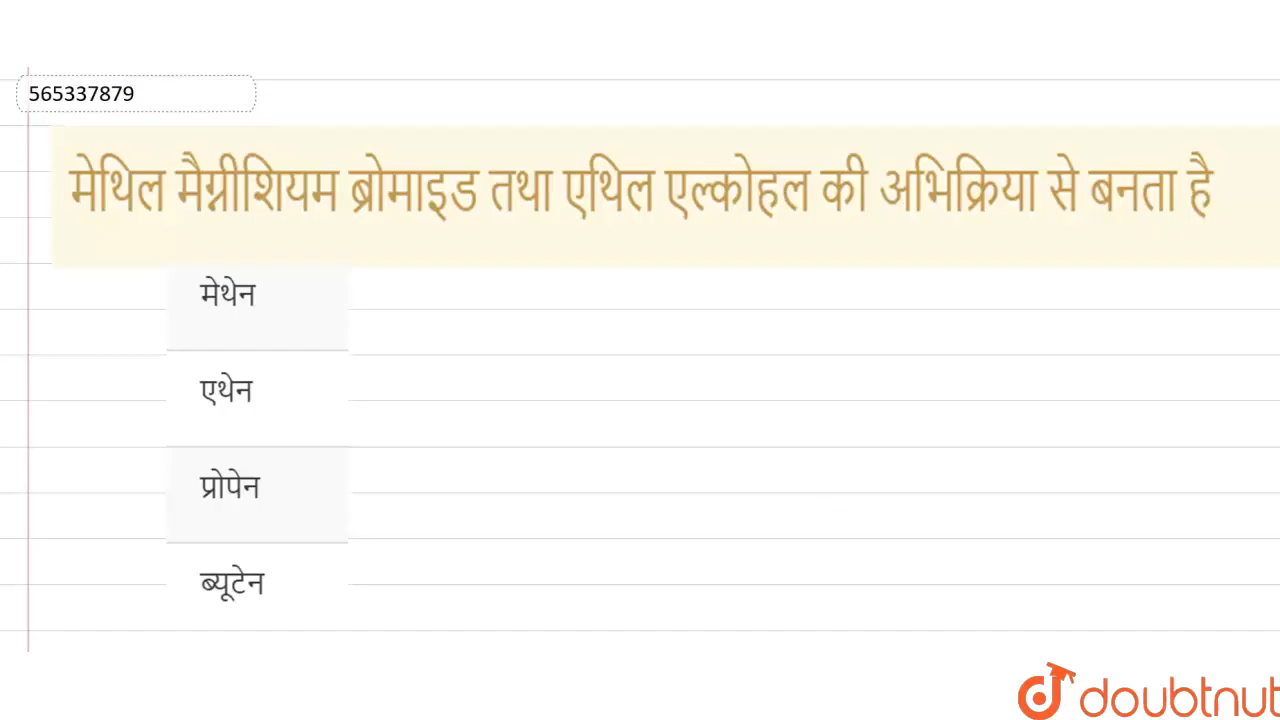 565337879
मेथिल मैग्नीशियम ब्रोमाइड तथा एथिल एल्कोहल की अभिक्रिया से बनता है
मेथेन
एथेन
प्रोपेन
ब्यूटेन
doubtnut